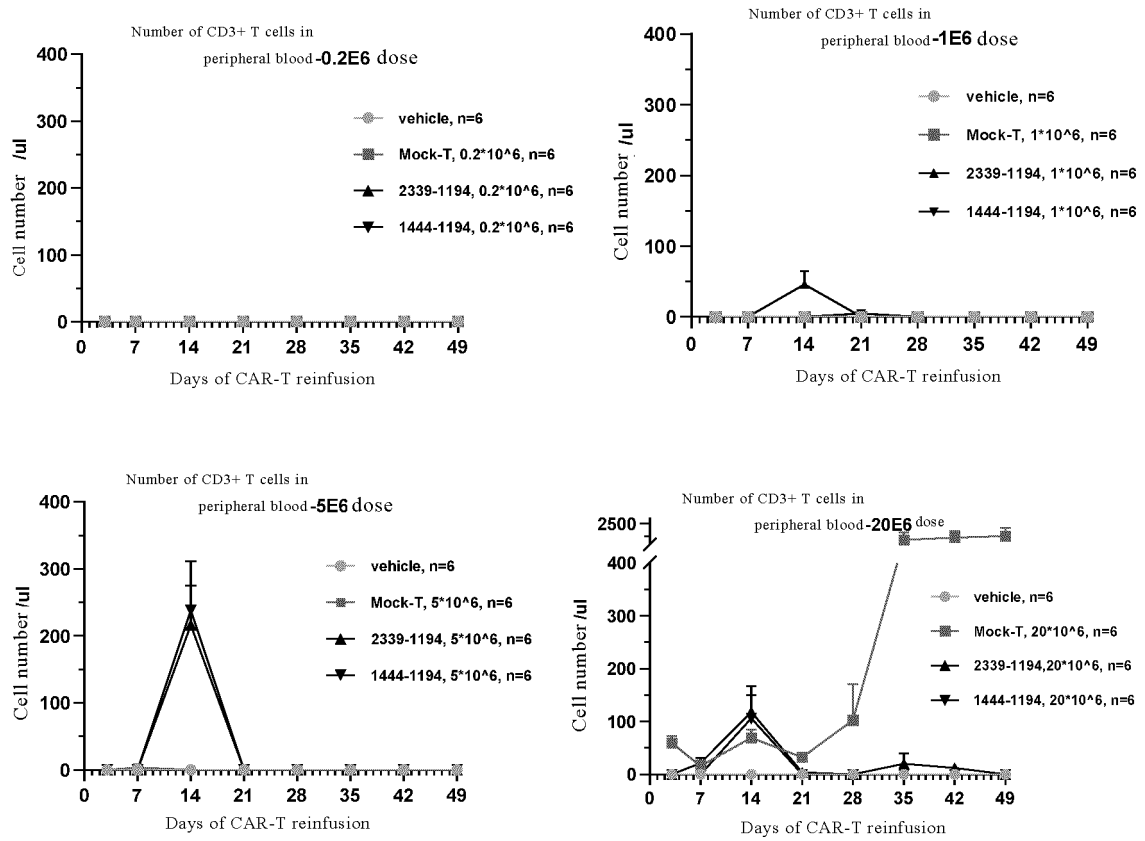 Number of CD3+ T cells in
peripheral blood -0.2E6 dose
400
300
200
100
0
Cell number /ul
vehicle, n=6
Mock-T, 0.2*10^6, n=6
2339-1194, 0.2*10^6, n=6
1444-1194, 0.2*10^6, n=6
0 7 14 21 28 35 42 49
Days of CAR-T reinfusion
Number of CD3+ T cells in
peripheral blood -1E6 dose
400
300
200
100
0
Cell number /ul
vehicle, n=6
Mock-T, 1*10^6, n=6
2339-1194, 1*10^6, n=6
1444-1194, 1*10^6, n=6
0 7 14 21 28 35 42 49
Days of CAR-T reinfusion
Number of CD3+ T cells in
peripheral blood -5E6 dose
400
300
200
100
0
Cell number /ul
vehicle, n=6
Mock-T, 5*10^6, n=6
2339-1194, 5*10^6, n=6
1444-1194, 5*10^6, n=6
0 7 14 21 28 35 42 49
Days of CAR-T reinfusion
Number of CD3+ T cells in
peripheral blood -20E6 dose
2500
400
300
200
100
0
Cell number /ul
vehicle, n=6
Mock-T, 20*10^6, n=6
2339-1194,20*10^6, n=6
1444-1194, 20*10^6, n=6
0 7 14 21 28 35 42 49
Days of CAR-T reinfusion